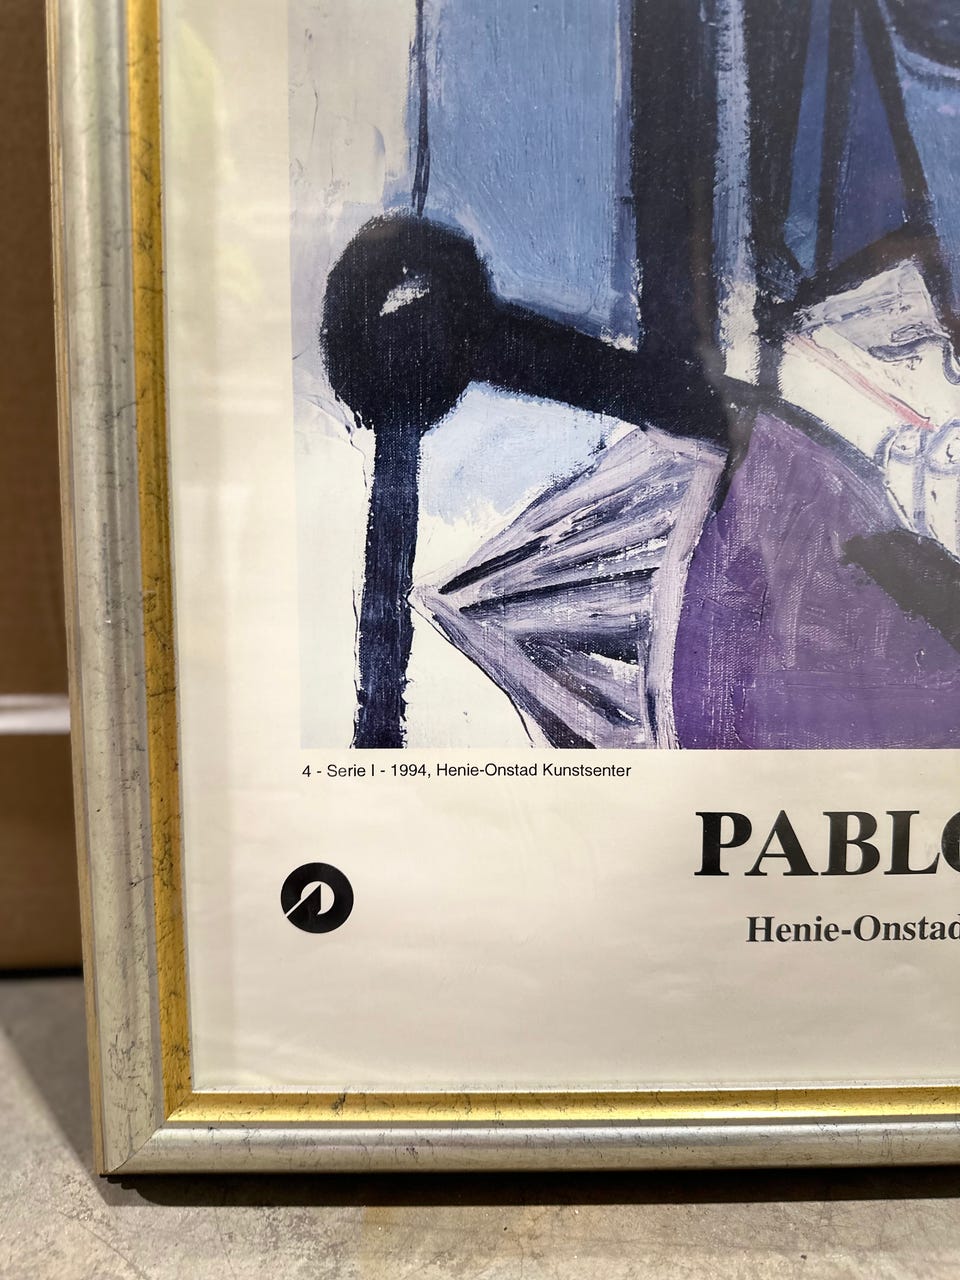 4 - Serie I - 1994, Henie-Onstad Kunstsenter
PABLO
Henie-Onstad